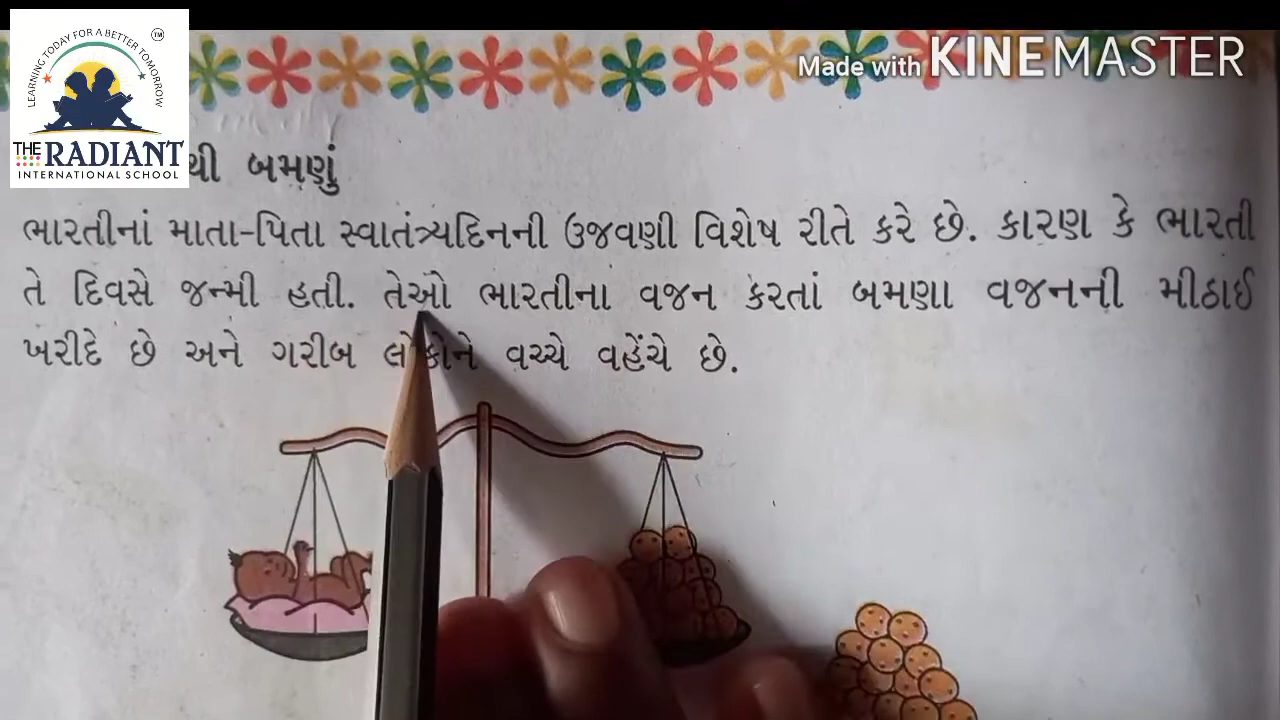 LEARNING TODAY FOR A BETTER TOMORROW
TM
THE RADIANT
INTERNATIONAL SCHOOL
Made with KINEMASTER
થી બમણું
ભારતીનાં માતા-પિતા સ્વાતંત્ર્યદિનની ઉજવણી વિશેષ રીતે કરે છે. કારણ કે ભારતી
તે દિવસે જન્મી હતી. તેઓ ભારતીના વજન કરતાં બમણા વજનની મીઠાઈ
ખરીદે છે અને ગરીબ લોકોને વચ્ચે વહેંચે છે.